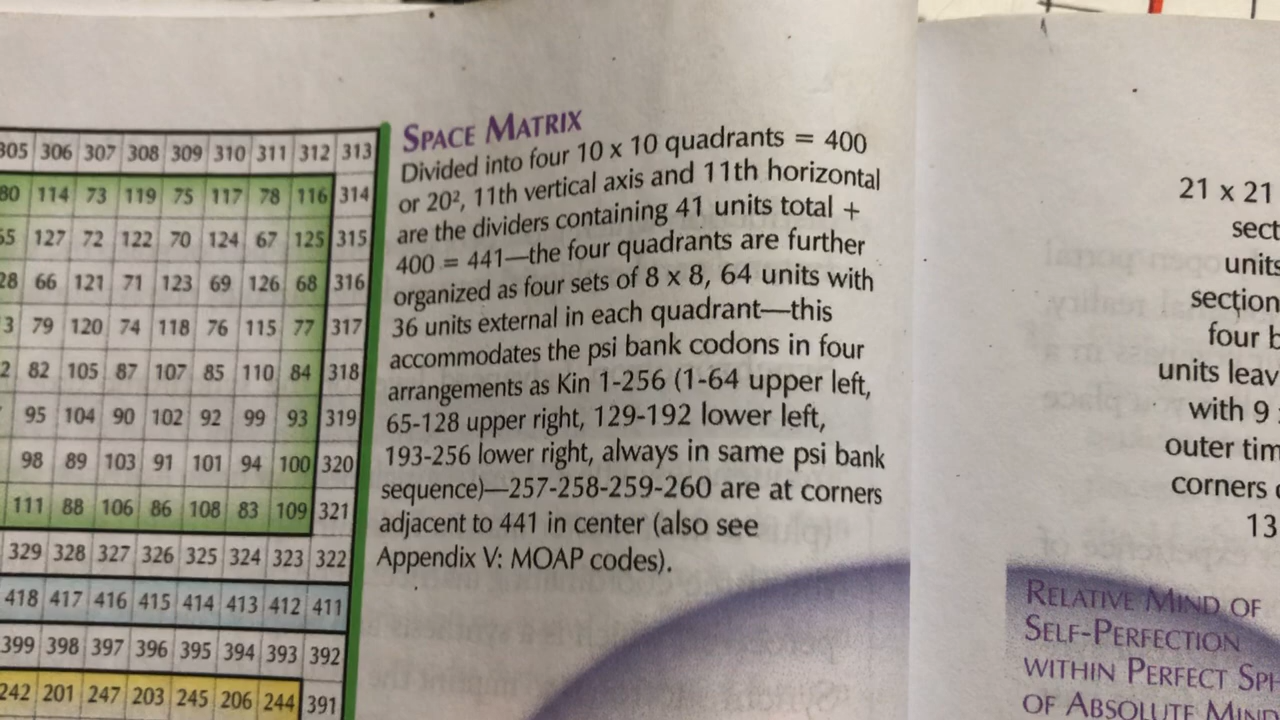 305 306 307 308 309 310 311 312 313
80 114 73 119 75 117 78 116 314
127 72 122 70 124 67 125 315
28 66 121 71 123 69 126 68 316
3 79 120 74 118 76 115 77 317
2 82 105 87 107 85 110 84 318
95 104 90 102 92 99 93 319
98 89 103 91 101 94 100 320
111 88 106 86 108 83 109 321
329 328 327 326 325 324 323 322
418 417 416 415 414 413 412 411
399 398 397 396 395 394 393 392
242 201 247 203 245 206 244 391
SPACE MATRIX
Divided into four 10 x 10 quadrants = 400
or 20², 11th vertical axis and 11th horizontal
are the dividers containing 41 units total +
400 = 441—the four quadrants are further
organized as four sets of 8 x 8, 64 units with
36 units external in each quadrant—this
accommodates the psi bank codons in four
arrangements as Kin 1-256 (1-64 upper left,
65-128 upper right, 129-192 lower left,
193-256 lower right, always in same psi bank
sequence)—257-258-259-260 are at corners
adjacent to 441 in center (also see
Appendix V: MOAP codes).
21 x 21
sect
units
section
four b
units leav
with 9
outer tim
corners
13
RELATIVE MIND OF
SELF-PERFECTION
WITHIN PERFECT SPH
OF ABSOLUTE MIND